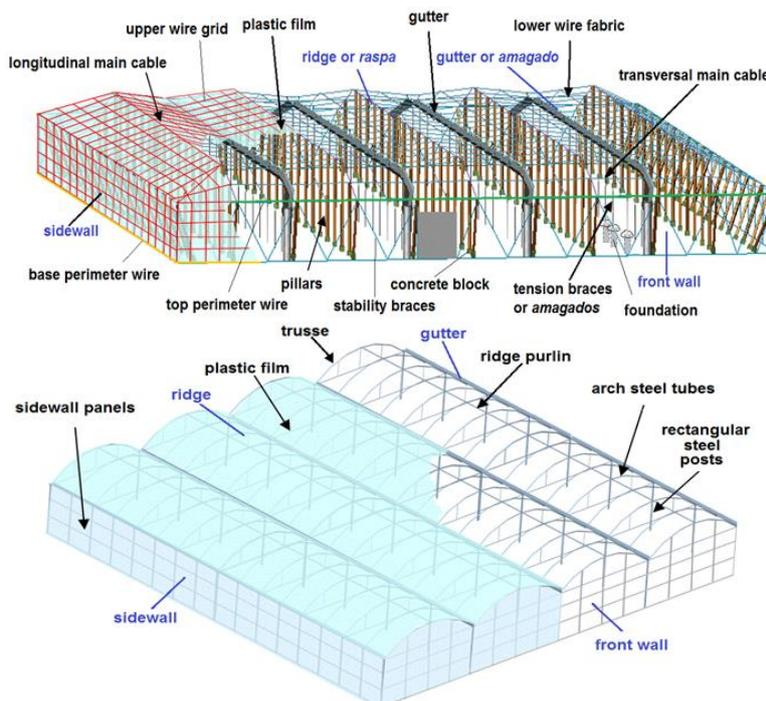 upper wire grid
plastic film
gutter
lower wire fabric
longitudinal main cable
ridge or raspa
gutter or amagado
transversal main cable
sidewall
base perimeter wire
top perimeter wire
pillars
stability braces
concrete block
tension braces
or amagados
foundation
front wall
trusse
gutter
ridge purlin
plastic film
arch steel tubes
ridge
sidewall panels
rectangular
steel
posts
sidewall
front wall